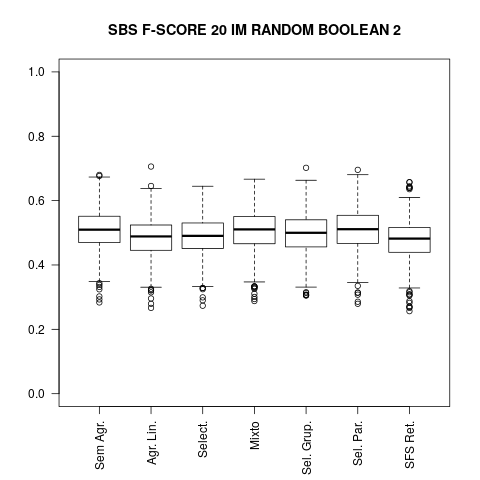 SBS F-SCORE 20 IM RANDOM BOOLEAN 2
1.0
0.8
0.6
0.4
0.2
0.0
Sem Agr.
Agr. Lin.
Select.
Mixto
Sel. Grup.
Sel. Par.
SFS Ret.